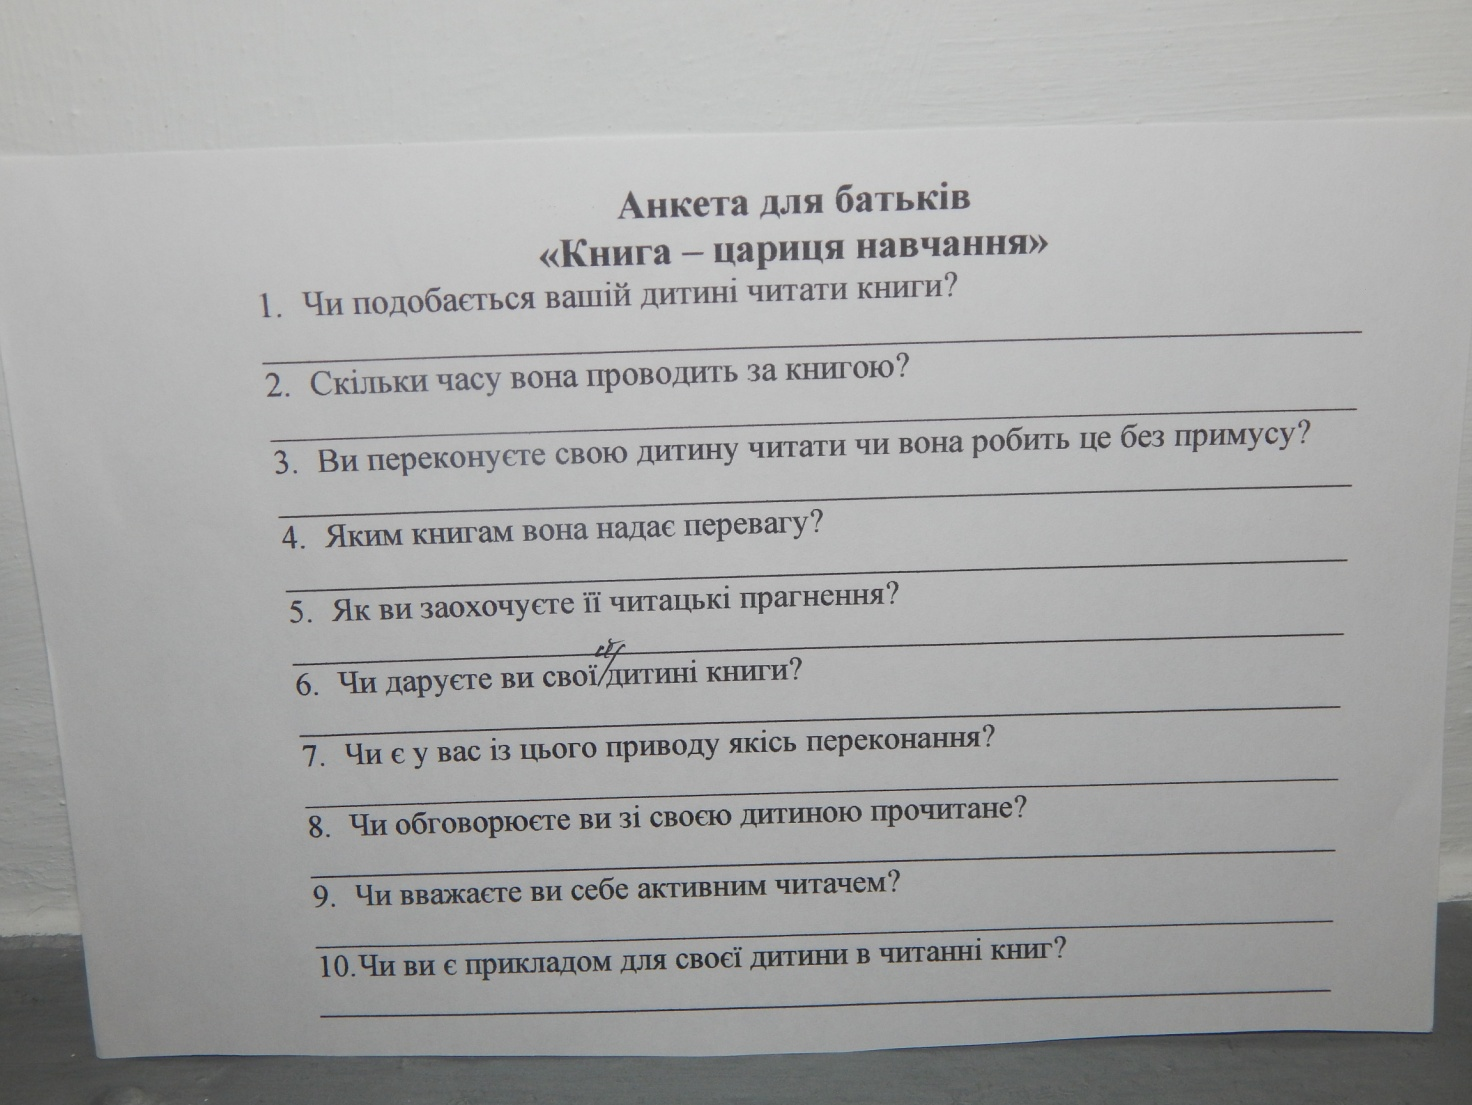 Анкета для батьків
«Книга – цариця навчання»
1. Чи подобається вашій дитині читати книги?
2. Скільки часу вона проводить за книгою?
3. Ви переконуєте свою дитину читати чи вона робить це без примусу?
4. Яким книгам вона надає перевагу?
5. Як ви заохочуєте її читацькі прагнення?
6. Чи даруєте ви свої дитині книги?
7. Чи є у вас із цього приводу якісь переконання?
8. Чи обговорюєте ви зі своєю дитиною прочитане?
9. Чи вважаєте ви себе активним читачем?
10.Чи ви є прикладом для своєї дитини в читанні книг?